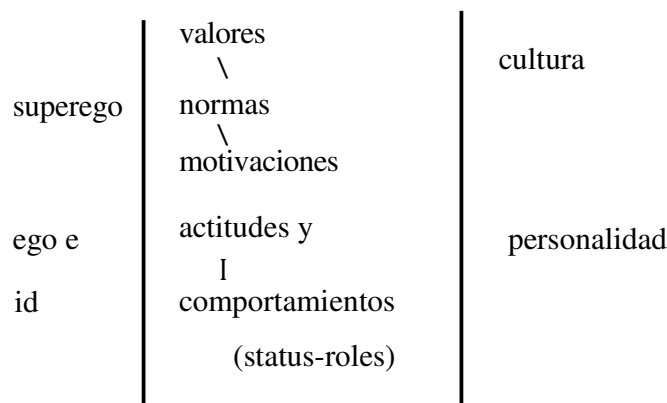 valores
\
cultura
superego
normas
\
motivaciones
ego e
actitudes y
personalidad
I
id
comportamientos
(status-roles)